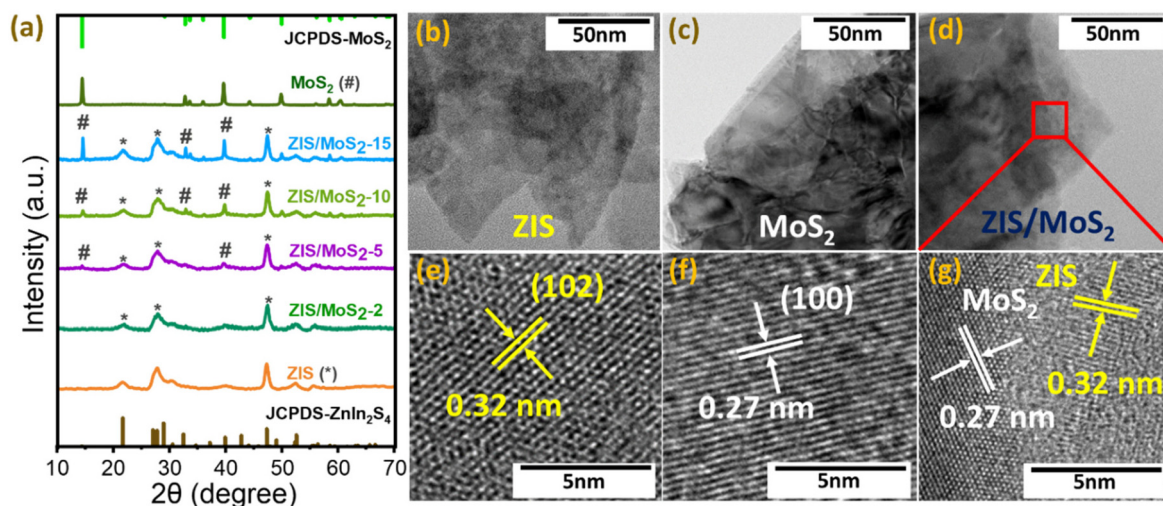 (a)
JCPDS-MoS2
MoS2 (#)
# # #
ZIS/MoS2-15
* * *
# # #
ZIS/MoS2-10
* * *
# #
ZIS/MoS2-5
* * *
ZIS/MoS2-2
* * *
ZIS (*)
JCPDS-ZnIn2S4
Intensity (a.u.)
10 20 30 40 50 60 70
2θ (degree)
(b)
50nm
ZIS
(c)
50nm
MoS2
(d)
50nm
ZIS/MoS2
(e)
(102)
0.32 nm
5nm
(f)
(100)
0.27 nm
5nm
(g)
ZIS
MoS2
0.32 nm
0.27 nm
5nm